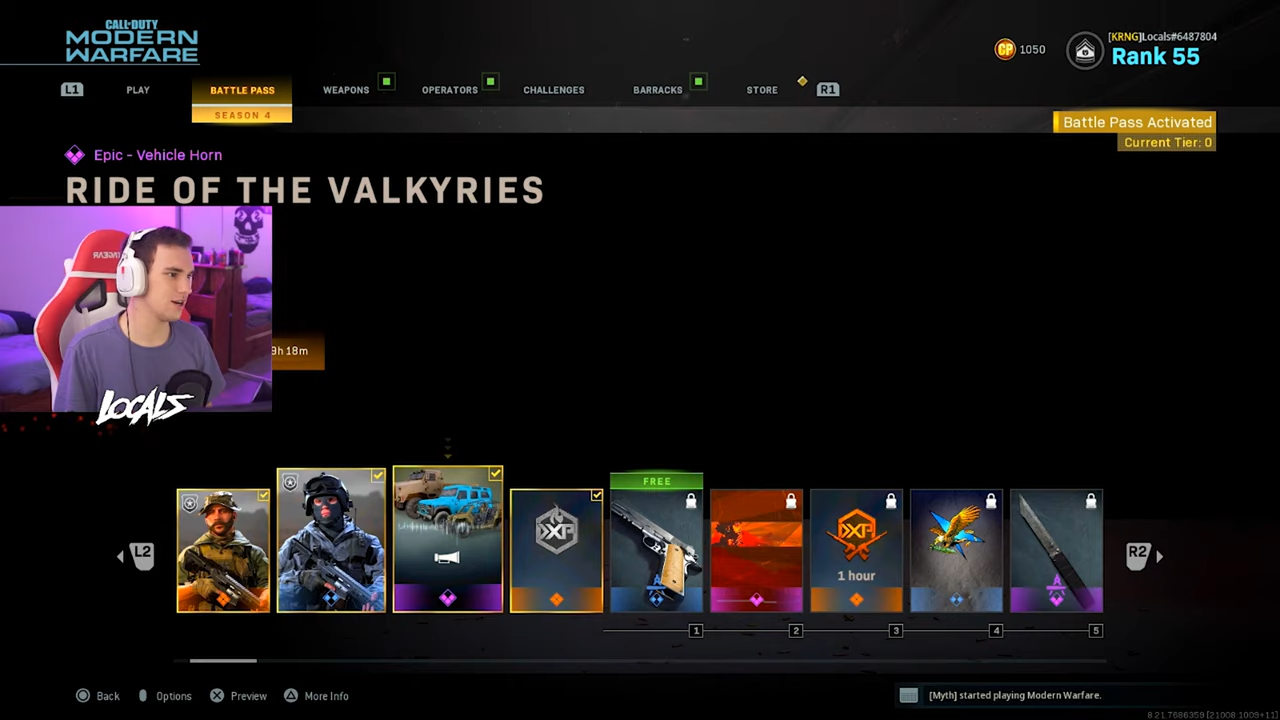 CALL OF DUTY
MODERN
WARFARE
CP 1050
[KRNG]Locals#6487804
Rank 55
L1
PLAY
BATTLE PASS
SEASON 4
WEAPONS
OPERATORS
CHALLENGES
BARRACKS
STORE
R1
Battle Pass Activated
Current Tier: 0
Epic - Vehicle Horn
RIDE OF THE VALKYRIES
h 18m
LOCALS
FREE
2XP
2XP
1 hour
L2
R2
1
2
3
4
5
Back
Options
Preview
More Info
[Myth] started playing Modern Warfare.